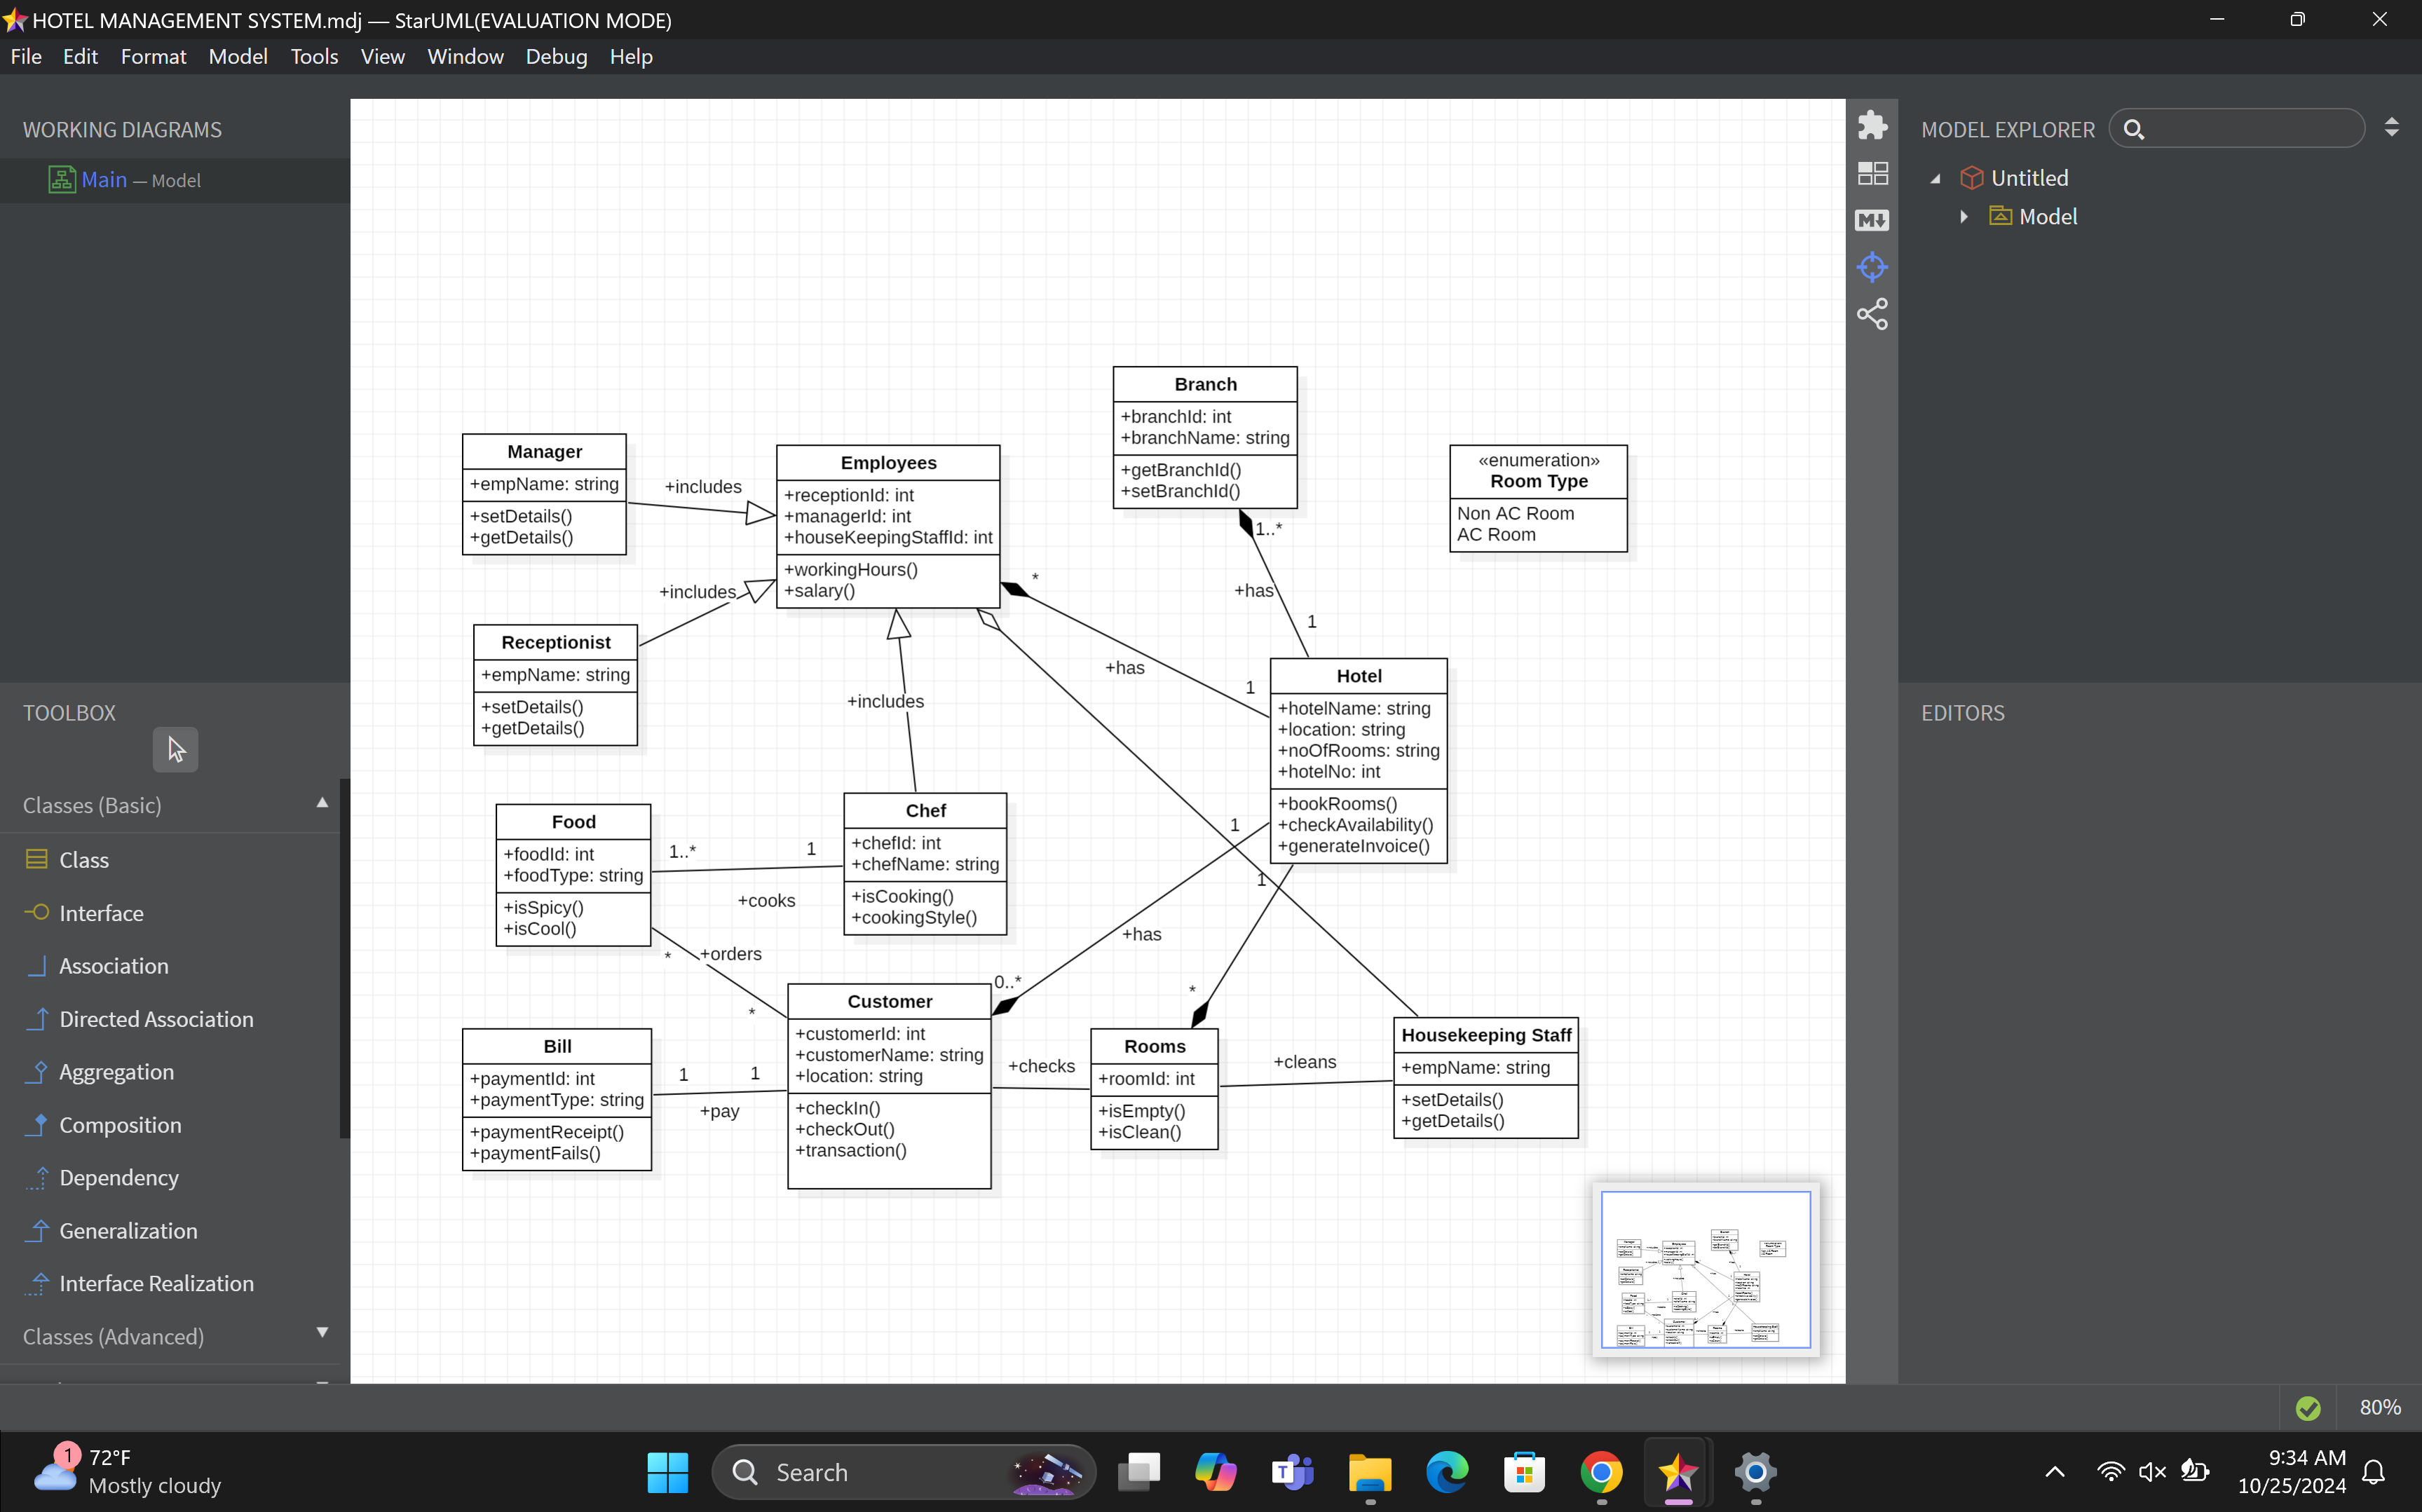 HOTEL MANAGEMENT SYSTEM.mdj — StarUML(EVALUATION MODE)
File Edit Format Model Tools View Window Debug Help
WORKING DIAGRAMS
Main — Model
TOOLBOX
Classes (Basic)
Class
Interface
Association
Directed Association
Aggregation
Composition
Dependency
Generalization
Interface Realization
Classes (Advanced)
Branch
+branchId: int
+branchName: string
+getBranchId()
+setBranchId()
Manager
+empName: string
+setDetails()
+getDetails()
+includes
Employees
+receptionId: int
+managerId: int
+houseKeepingStaffId: int
+workingHours()
+salary()
«enumeration»
Room Type
Non AC Room
AC Room
1..*
+has
1
*
+has
1
+includes
Receptionist
+empName: string
+setDetails()
+getDetails()
+includes
Hotel
+hotelName: string
+location: string
+noOfRooms: string
+hotelNo: int
+bookRooms()
+checkAvailability()
+generateInvoice()
Food
+foodId: int
+foodType: string
+isSpicy()
+isCool()
1..*
1
+cooks
Chef
+chefId: int
+chefName: string
+isCooking()
+cookingStyle()
1
1
+has
0..*
*
*
+orders
*
Customer
+customerId: int
+customerName: string
+location: string
+checkIn()
+checkOut()
+transaction()
Bill
+paymentId: int
+paymentType: string
+paymentReceipt()
+paymentFails()
1
1
+pay
+checks
Rooms
+roomId: int
+isEmpty()
+isClean()
+cleans
Housekeeping Staff
+empName: string
+setDetails()
+getDetails()
M
MODEL EXPLORER
Untitled
Model
EDITORS
80%
1
72°F
Mostly cloudy
Search
T
9:34 AM
10/25/2024